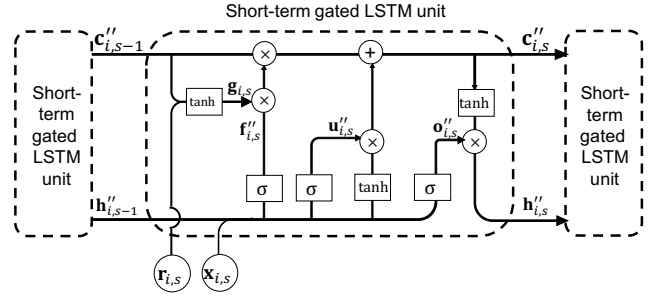 Short-term gated LSTM unit
𝐜″ᵢ,ₛ₋₁
𝐜″ᵢ,ₛ
× +
tanh 𝐠ᵢ,ₛ × tanh
Short-
term
gated
LSTM
unit
𝐟″ᵢ,ₛ 𝐮″ᵢ,ₛ × 𝐨″ᵢ,ₛ ×
Short-
term
gated
LSTM
unit
σ σ tanh σ
𝐡″ᵢ,ₛ₋₁
𝐡″ᵢ,ₛ
𝐫ᵢ,ₛ 𝐱ᵢ,ₛ